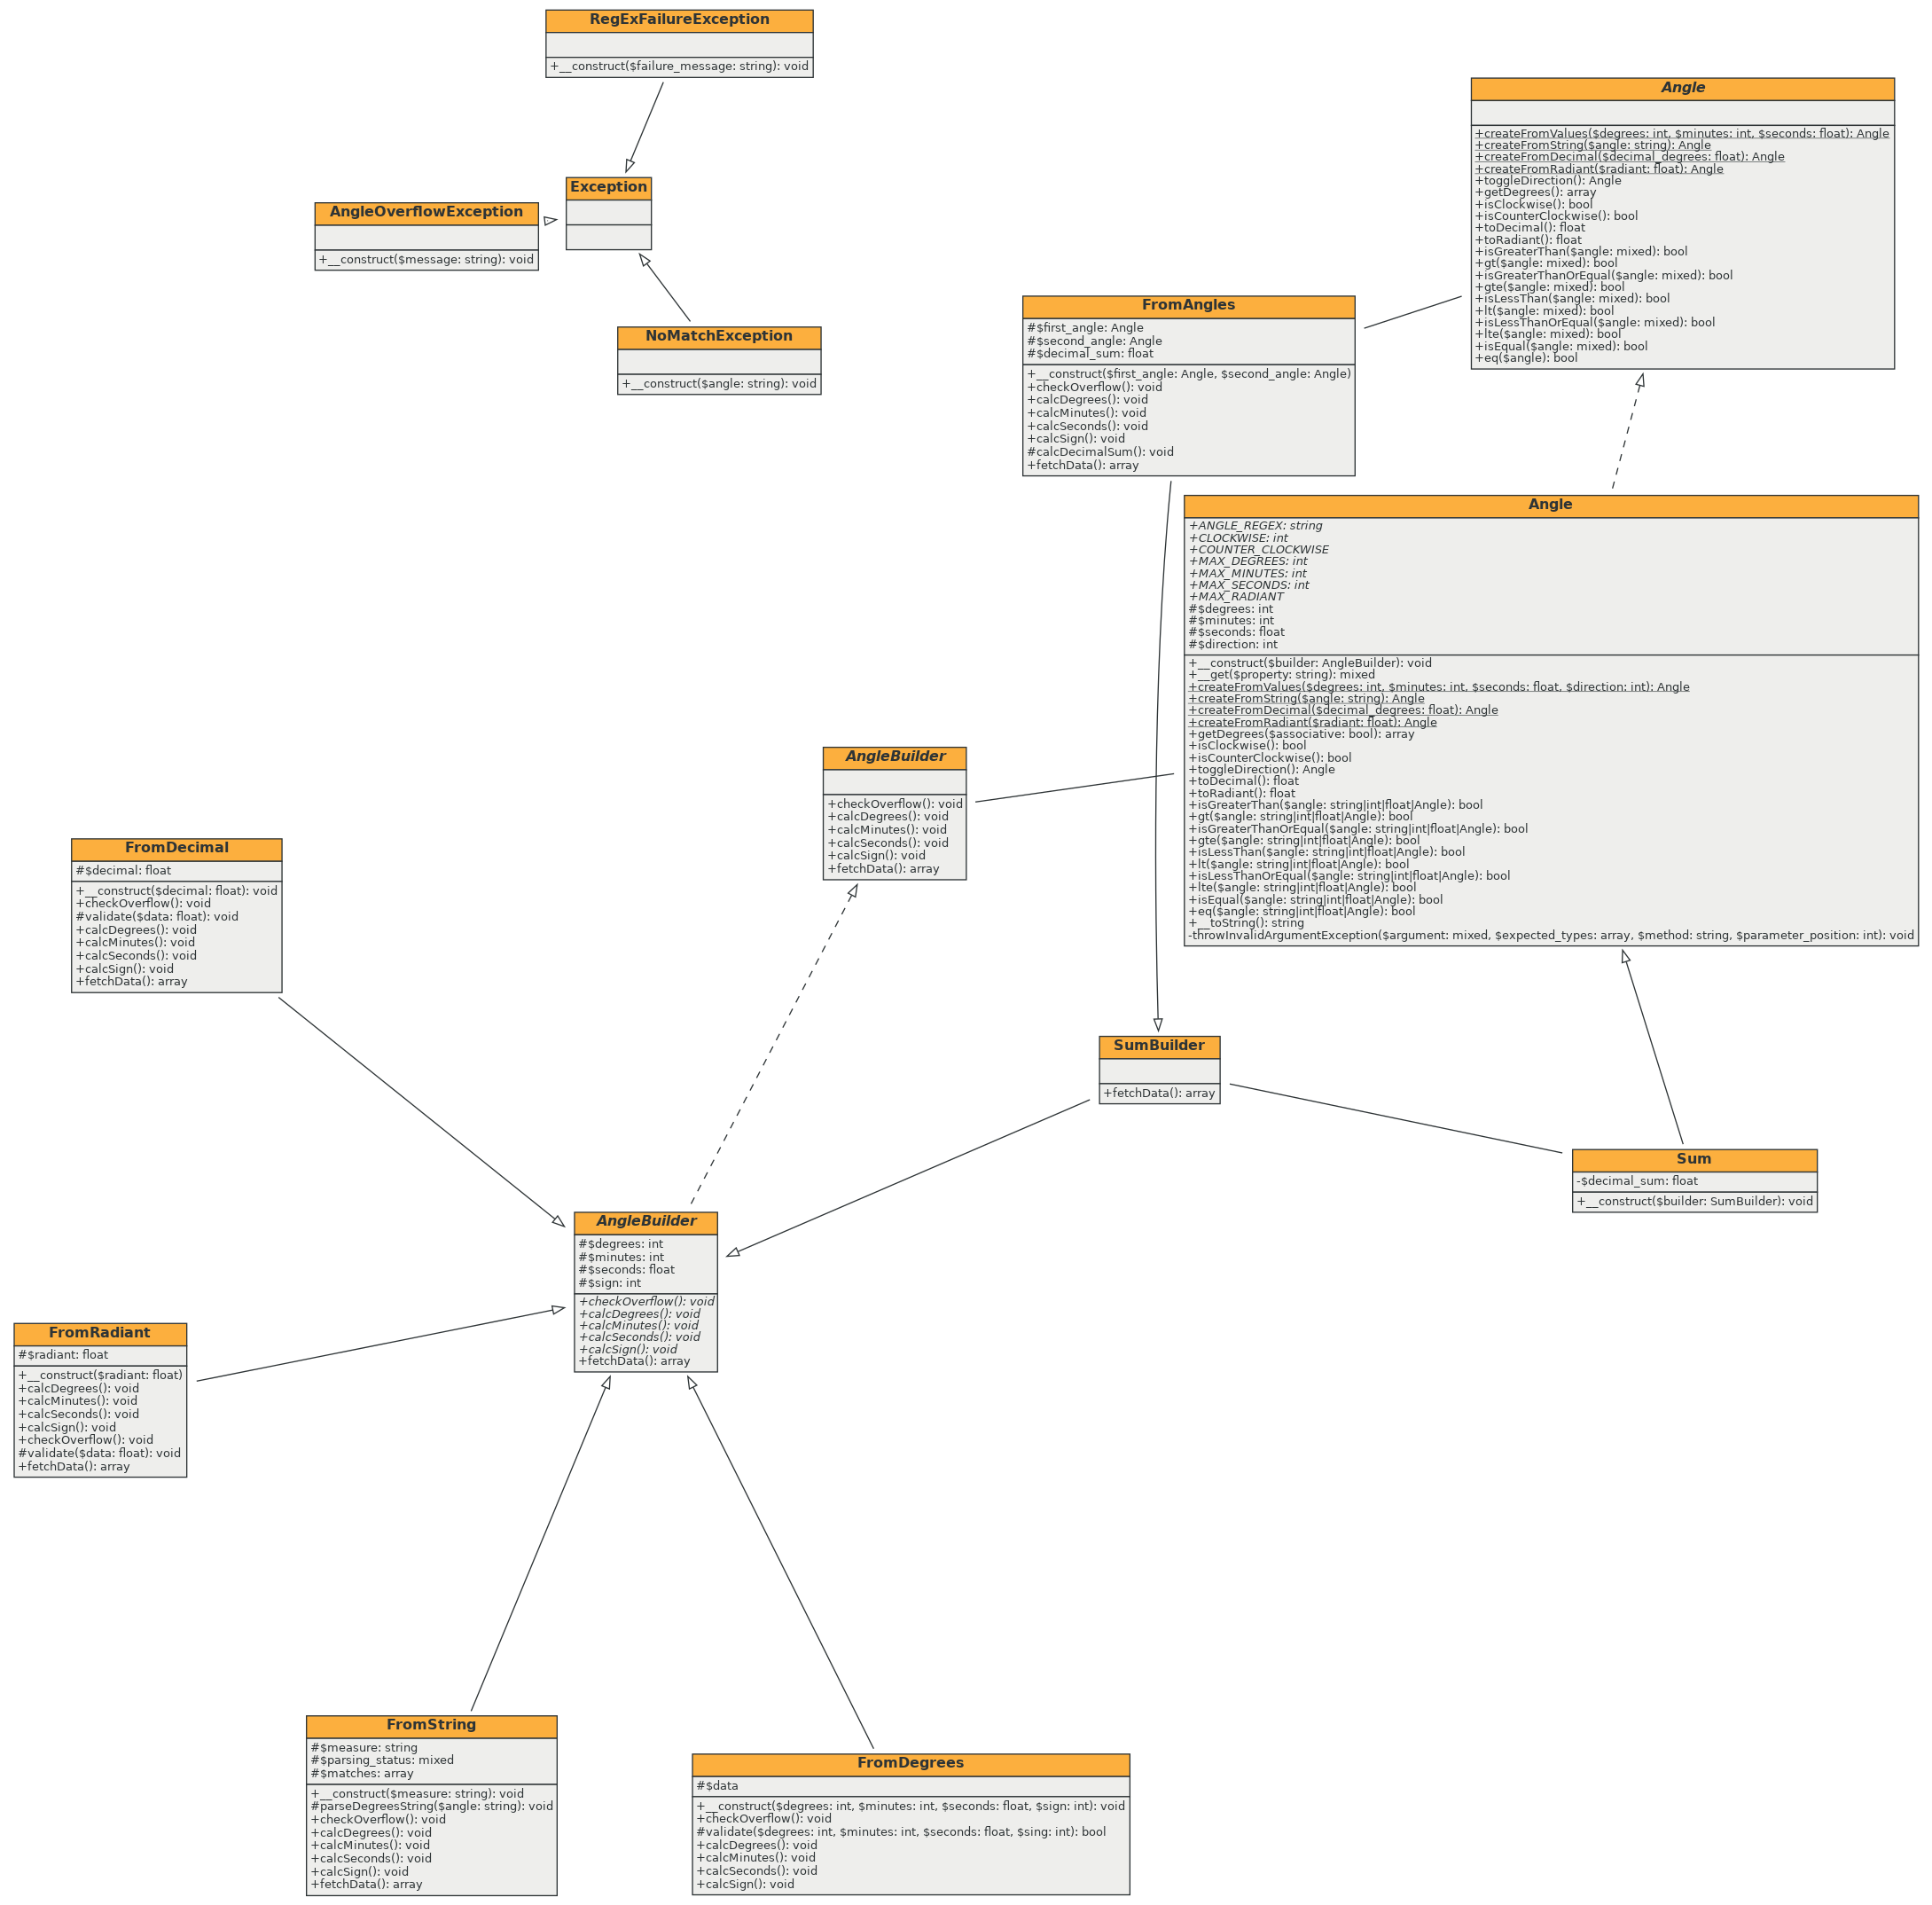 RegExFailureException
+__construct($failure_message: string): void
Angle
+createFromValues($degrees: int, $minutes: int, $seconds: float): Angle
+createFromString($angle: string): Angle
+createFromDecimal($decimal_degrees: float): Angle
+createFromRadiant($radiant: float): Angle
+toggleDirection(): Angle
+getDegrees(): array
+isClockwise(): bool
+isCounterClockwise(): bool
+toDecimal(): float
+toRadiant(): float
+isGreaterThan($angle: mixed): bool
+gt($angle: mixed): bool
+isGreaterThanOrEqual($angle: mixed): bool
+gte($angle: mixed): bool
+isLessThan($angle: mixed): bool
+lt($angle: mixed): bool
+isLessThanOrEqual($angle: mixed): bool
+lte($angle: mixed): bool
+isEqual($angle: mixed): bool
+eq($angle): bool
Exception
AngleOverflowException
+__construct($message: string): void
NoMatchException
+__construct($angle: string): void
FromAngles
#$first_angle: Angle
#$second_angle: Angle
#$decimal_sum: float
+__construct($first_angle: Angle, $second_angle: Angle)
+checkOverflow(): void
+calcDegrees(): void
+calcMinutes(): void
+calcSeconds(): void
+calcSign(): void
#calcDecimalSum(): void
+fetchData(): array
Angle
+ANGLE_REGEX: string
+CLOCKWISE: int
+COUNTER_CLOCKWISE
+MAX_DEGREES: int
+MAX_MINUTES: int
+MAX_SECONDS: int
+MAX_RADIANT
#$degrees: int
#$minutes: int
#$seconds: float
#$direction: int
+__construct($builder: AngleBuilder): void
+__get($property: string): mixed
+createFromValues($degrees: int, $minutes: int, $seconds: float, $direction: int): Angle
+createFromString($angle: string): Angle
+createFromDecimal($decimal_degrees: float): Angle
+createFromRadiant($radiant: float): Angle
+getDegrees($associative: bool): array
+isClockwise(): bool
+isCounterClockwise(): bool
+toggleDirection(): Angle
+toDecimal(): float
+toRadiant(): float
+isGreaterThan($angle: string|int|float|Angle): bool
+gt($angle: string|int|float|Angle): bool
+isGreaterThanOrEqual($angle: string|int|float|Angle): bool
+gte($angle: string|int|float|Angle): bool
+isLessThan($angle: string|int|float|Angle): bool
+lt($angle: string|int|float|Angle): bool
+isLessThanOrEqual($angle: string|int|float|Angle): bool
+lte($angle: string|int|float|Angle): bool
+isEqual($angle: string|int|float|Angle): bool
+eq($angle: string|int|float|Angle): bool
+__toString(): string
-throwInvalidArgumentException($argument: mixed, $expected_types: array, $method: string, $parameter_position: int): void
AngleBuilder
+checkOverflow(): void
+calcDegrees(): void
+calcMinutes(): void
+calcSeconds(): void
+calcSign(): void
+fetchData(): array
FromDecimal
#$decimal: float
+__construct($decimal: float): void
+checkOverflow(): void
#validate($data: float): void
+calcDegrees(): void
+calcMinutes(): void
+calcSeconds(): void
+calcSign(): void
+fetchData(): array
SumBuilder
+fetchData(): array
Sum
-$decimal_sum: float
+__construct($builder: SumBuilder): void
AngleBuilder
#$degrees: int
#$minutes: int
#$seconds: float
#$sign: int
+checkOverflow(): void
+calcDegrees(): void
+calcMinutes(): void
+calcSeconds(): void
+calcSign(): void
+fetchData(): array
FromRadiant
#$radiant: float
+__construct($radiant: float)
+calcDegrees(): void
+calcMinutes(): void
+calcSeconds(): void
+calcSign(): void
+checkOverflow(): void
#validate($data: float): void
+fetchData(): array
FromString
#$measure: string
#$parsing_status: mixed
#$matches: array
+__construct($measure: string): void
#parseDegreesString($angle: string): void
+checkOverflow(): void
+calcDegrees(): void
+calcMinutes(): void
+calcSeconds(): void
+calcSign(): void
+fetchData(): array
FromDegrees
#$data
+__construct($degrees: int, $minutes: int, $seconds: float, $sign: int): void
+checkOverflow(): void
#validate($degrees: int, $minutes: int, $seconds: float, $sing: int): bool
+calcDegrees(): void
+calcMinutes(): void
+calcSeconds(): void
+calcSign(): void